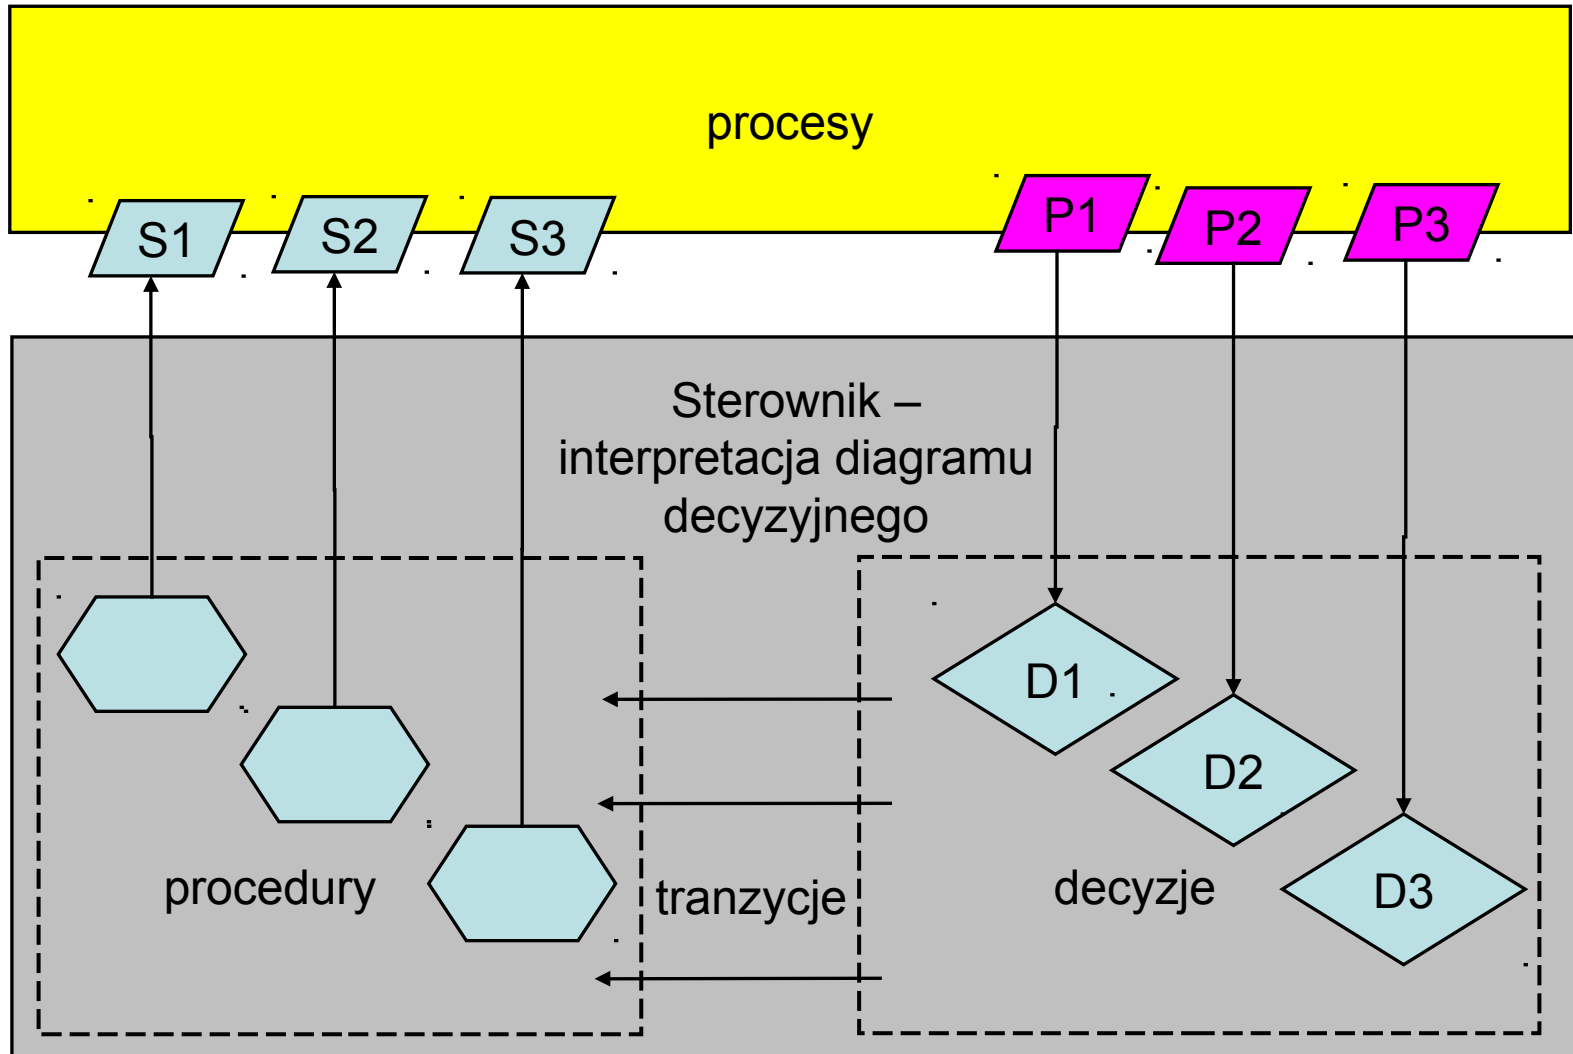 procesy
S1
S2
S3
P1
P2
P3
Sterownik –
interpretacja diagramu
decyzyjnego
D1
D2
D3
procedury
tranzycje
decyzje